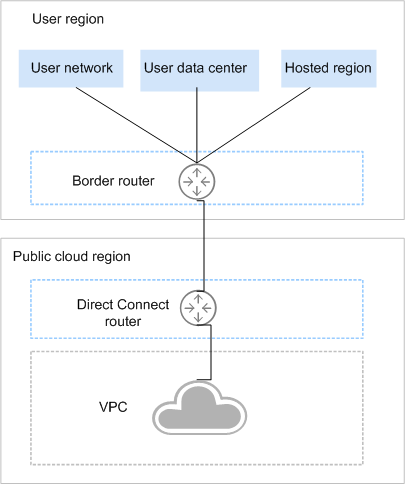 User region
User network
User data center
Hosted region
Border router
Public cloud region
Direct Connect
router
VPC